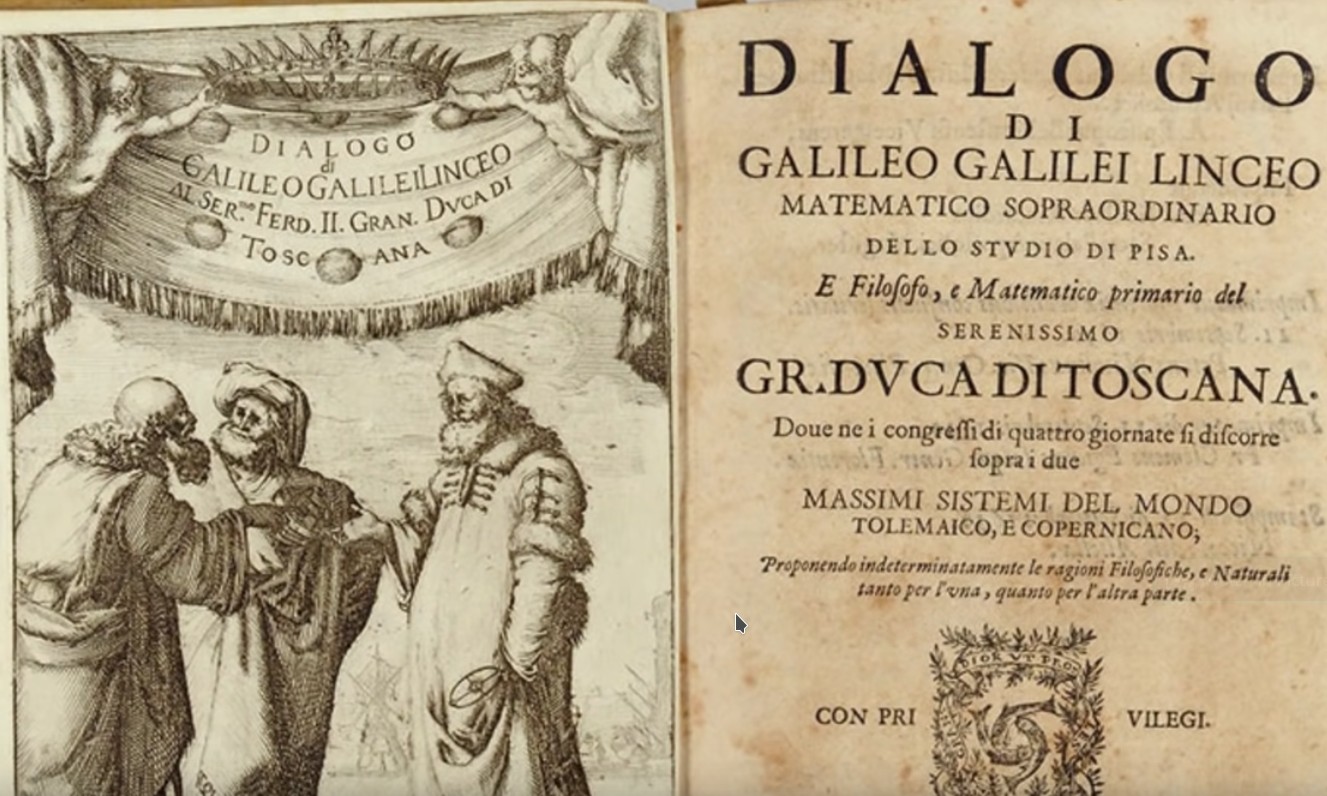 DIALOGO
di
GALILEO GALILEI LINCEO
AL SER.mo FERD. II. GRAN. DVCA DI
TOSCANA
DIALOGO
DI
GALILEO GALILEI LINCEO
MATEMATICO SOPRAORDINARIO
DELLO STVDIO DI PISA.
E Filoſofo, e Matematico primario del
SERENISSIMO
GR.DVCA DI TOSCANA.
Doue ne i congreſſi di quattro giornate ſi diſcorre
ſopra i due
MASSIMI SISTEMI DEL MONDO
TOLEMAICO, E COPERNICANO;
Proponendo indeterminatamente le ragioni Filoſofiche, e Naturali
tanto per l'vna, quanto per l'altra parte.
CON PRI VILEGI.